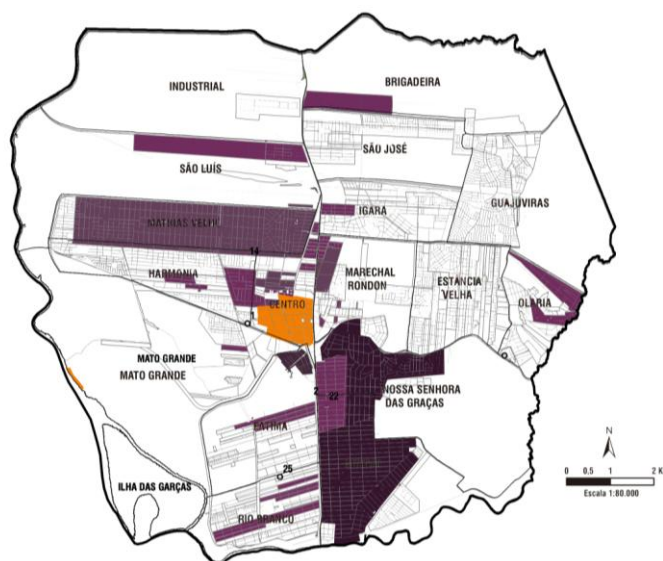 INDUSTRIAL
BRIGADEIRA
SÃO JOSÉ
SÃO LUÍS
IGARA
GUAJUVIRAS
MATHIAS VELHO
14
HARMONIA
MARECHAL
RONDON
ESTÂNCIA
VELHA
OLARIA
CENTRO
1
MATO GRANDE
MATO GRANDE
2
22
NOSSA SENHORA
DAS GRAÇAS
FÁTIMA
25
ILHA DAS GARÇAS
RIO BRANCO
N
0 0.5 1 2 K
Escala 1:80.000